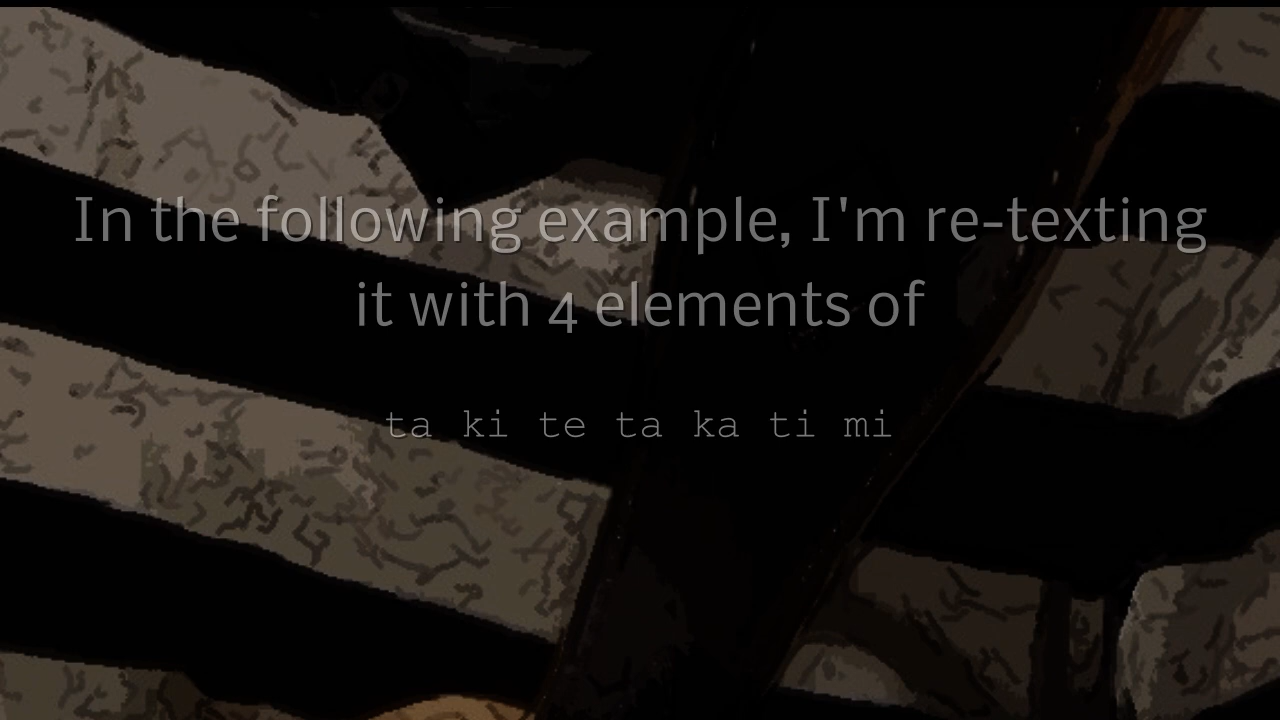 In the following example, I'm re-texting
it with 4 elements of
ta ki te ta ka ti mi